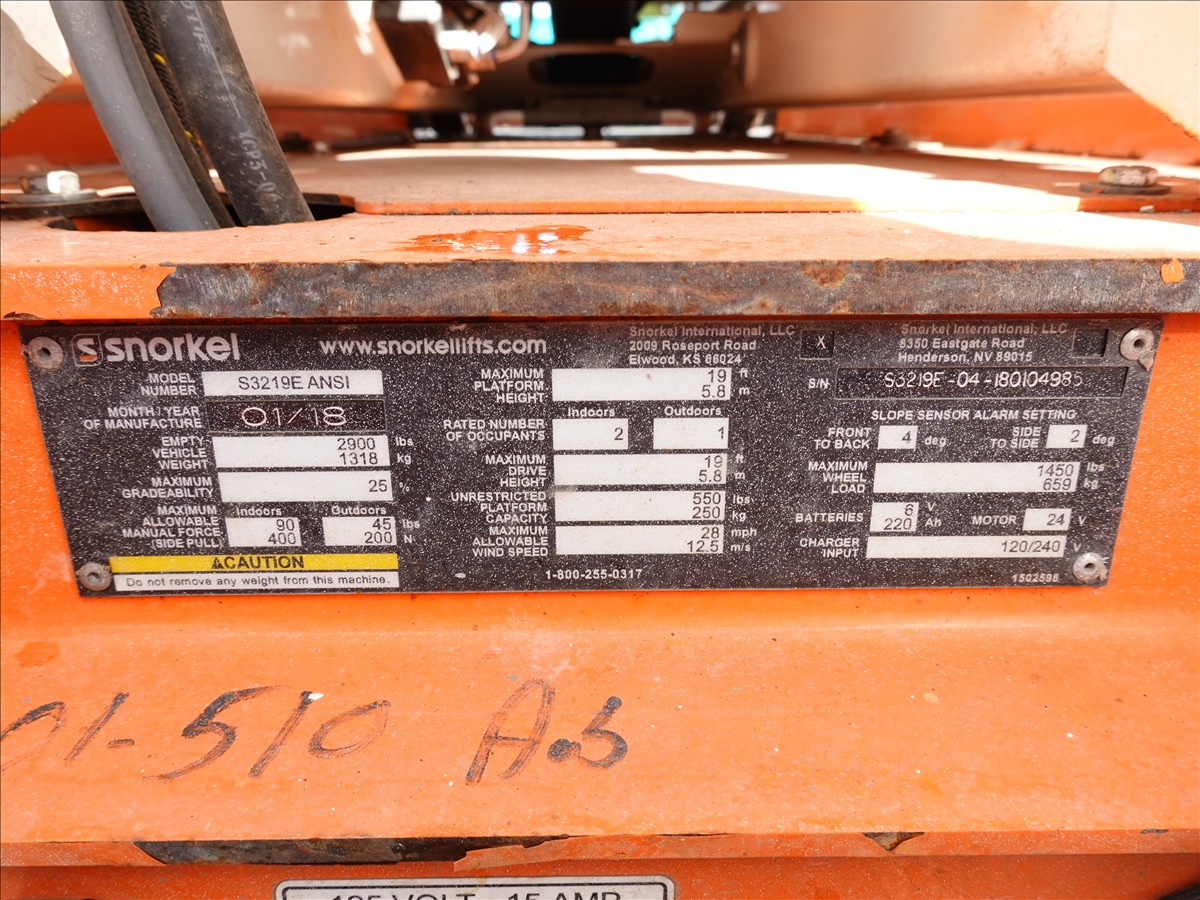 snorkel www.snorkellifts.com
Snorkel International, LLC
2009 Roseport Road
Elwood, KS 66024
X
Snorkel International, LLC
8350 Eastgate Road
Henderson, NV 89015
MODEL
NUMBER S3219E ANSI
MONTH / YEAR
OF MANUFACTURE 01/18
EMPTY
VEHICLE
WEIGHT 2900 lbs
1318 kg
MAXIMUM
GRADEABILITY 25 %
MAXIMUM
ALLOWABLE
MANUAL FORCE
(SIDE PULL)
Indoors Outdoors
90 45 lbs
400 200 N
⚠CAUTION
Do not remove any weight from this machine.
MAXIMUM
PLATFORM
HEIGHT
19 ft
5.8 m
Indoors Outdoors
RATED NUMBER
OF OCCUPANTS 2 1
MAXIMUM
DRIVE
HEIGHT
19 ft
5.8 m
UNRESTRICTED
PLATFORM
CAPACITY
550 lbs
250 kg
MAXIMUM
ALLOWABLE
WIND SPEED
28 mph
12.5 m/s
1-800-255-0317
S/N S3219E-04-180104985
SLOPE SENSOR ALARM SETTING
FRONT
TO BACK 4 deg
SIDE
TO SIDE 2 deg
MAXIMUM
WHEEL
LOAD
1450 lbs
659 kg
BATTERIES 6 V
220 Ah
MOTOR 24 V
CHARGER
INPUT 120/240 V
1502598
01-510 A.5
125 VOLT 15 AMP